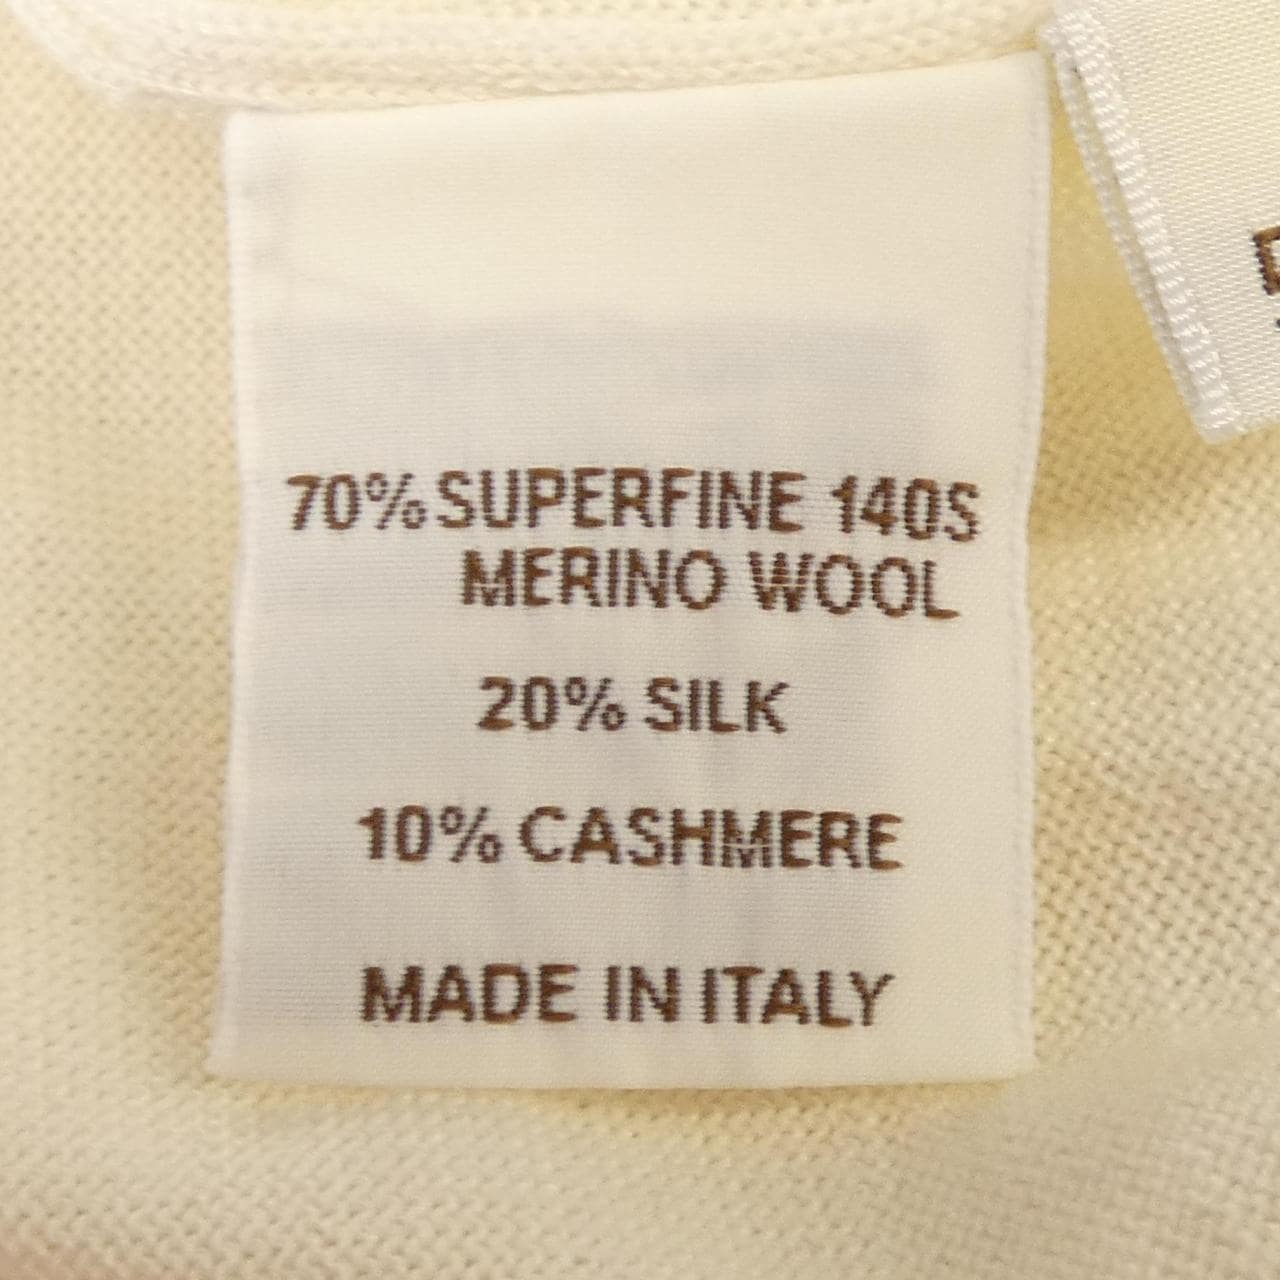 70% SUPERFINE 140S
MERINO WOOL
20% SILK
10% CASHMERE
MADE IN ITALY